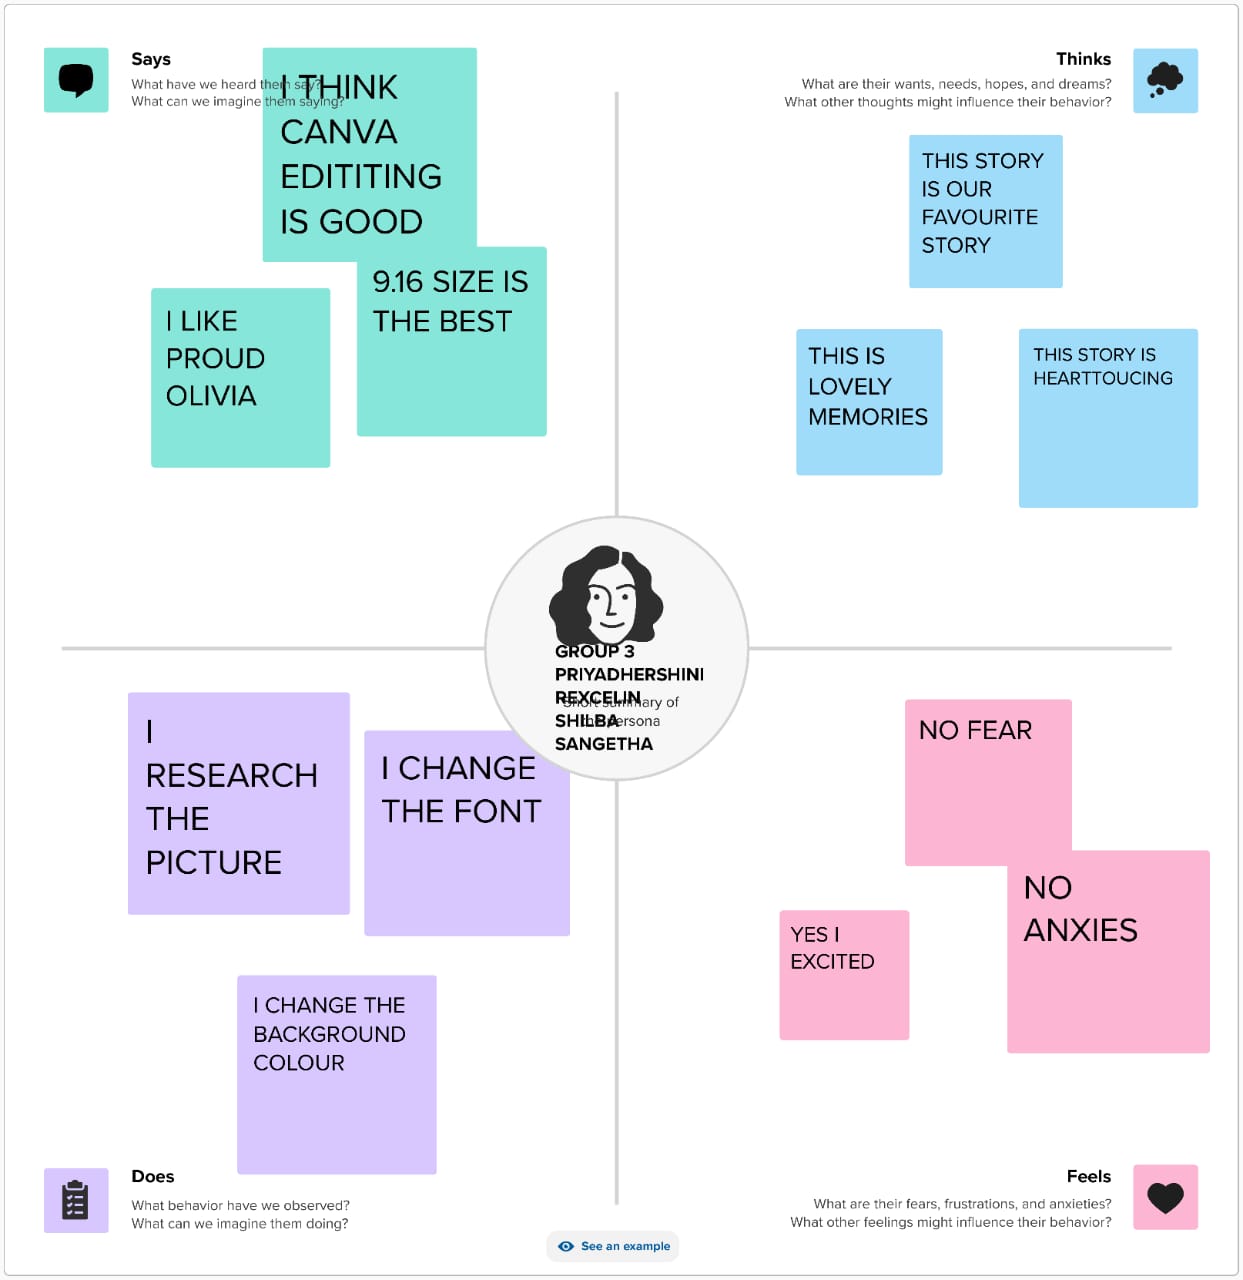 Says
What have we heard them say?
What can we imagine them saying?
I THINK
CANVA
EDITITING
IS GOOD
9.16 SIZE IS
THE BEST
I LIKE
PROUD
OLIVIA
Thinks
What are their wants, needs, hopes, and dreams?
What other thoughts might influence their behavior?
THIS STORY
IS OUR
FAVOURITE
STORY
THIS IS
LOVELY
MEMORIES
THIS STORY IS
HEARTTOUCING
GROUP 3
PRIYADHERSHINI
REXCELIN
SHILBA
SANGETHA
Short summary of
the persona
I
RESEARCH
THE
PICTURE
I CHANGE
THE FONT
I CHANGE THE
BACKGROUND
COLOUR
Does
What behavior have we observed?
What can we imagine them doing?
NO FEAR
NO
ANXIES
YES I
EXCITED
Feels
What are their fears, frustrations, and anxieties?
What other feelings might influence their behavior?
See an example